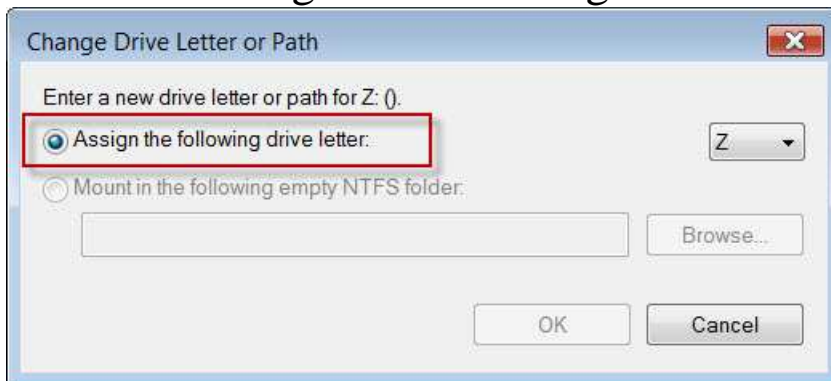 Change Drive Letter or Path
Enter a new drive letter or path for Z: ().
Assign the following drive letter:
Z
Mount in the following empty NTFS folder:
Browse...
OK
Cancel